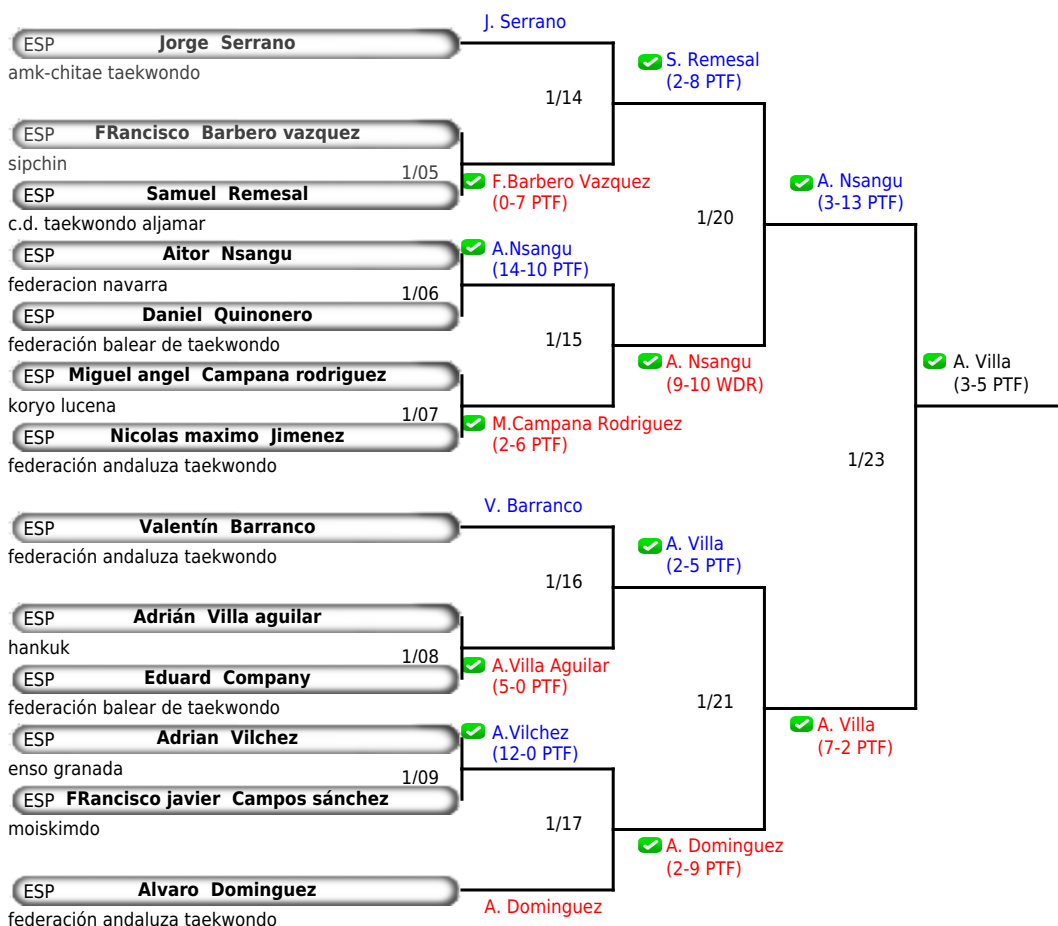 J. Serrano
ESP Jorge Serrano
amk-chitae taekwondo
S. Remesal
(2-8 PTF)
1/14
ESP FRancisco Barbero vazquez
sipchin
1/05
F.Barbero Vazquez
(0-7 PTF)
ESP Samuel Remesal
c.d. taekwondo aljamar
A. Nsangu
(3-13 PTF)
1/20
ESP Aitor Nsangu
federacion navarra
A.Nsangu
(14-10 PTF)
1/06
ESP Daniel Quinonero
federación balear de taekwondo
1/15
A. Nsangu
(9-10 WDR)
A. Villa
(3-5 PTF)
ESP Miguel angel Campana rodriguez
koryo lucena
1/07
M.Campana Rodriguez
(2-6 PTF)
ESP Nicolas maximo Jimenez
federación andaluza taekwondo
1/23
V. Barranco
ESP Valentín Barranco
federación andaluza taekwondo
A. Villa
(2-5 PTF)
1/16
ESP Adrián Villa aguilar
hankuk
1/08
A.Villa Aguilar
(5-0 PTF)
ESP Eduard Company
federación balear de taekwondo
1/21
A. Villa
(7-2 PTF)
ESP Adrian Vilchez
enso granada
A.Vilchez
(12-0 PTF)
1/09
ESP FRancisco javier Campos sánchez
moiskimdo
1/17
A. Dominguez
(2-9 PTF)
ESP Alvaro Dominguez
federación andaluza taekwondo
A. Dominguez